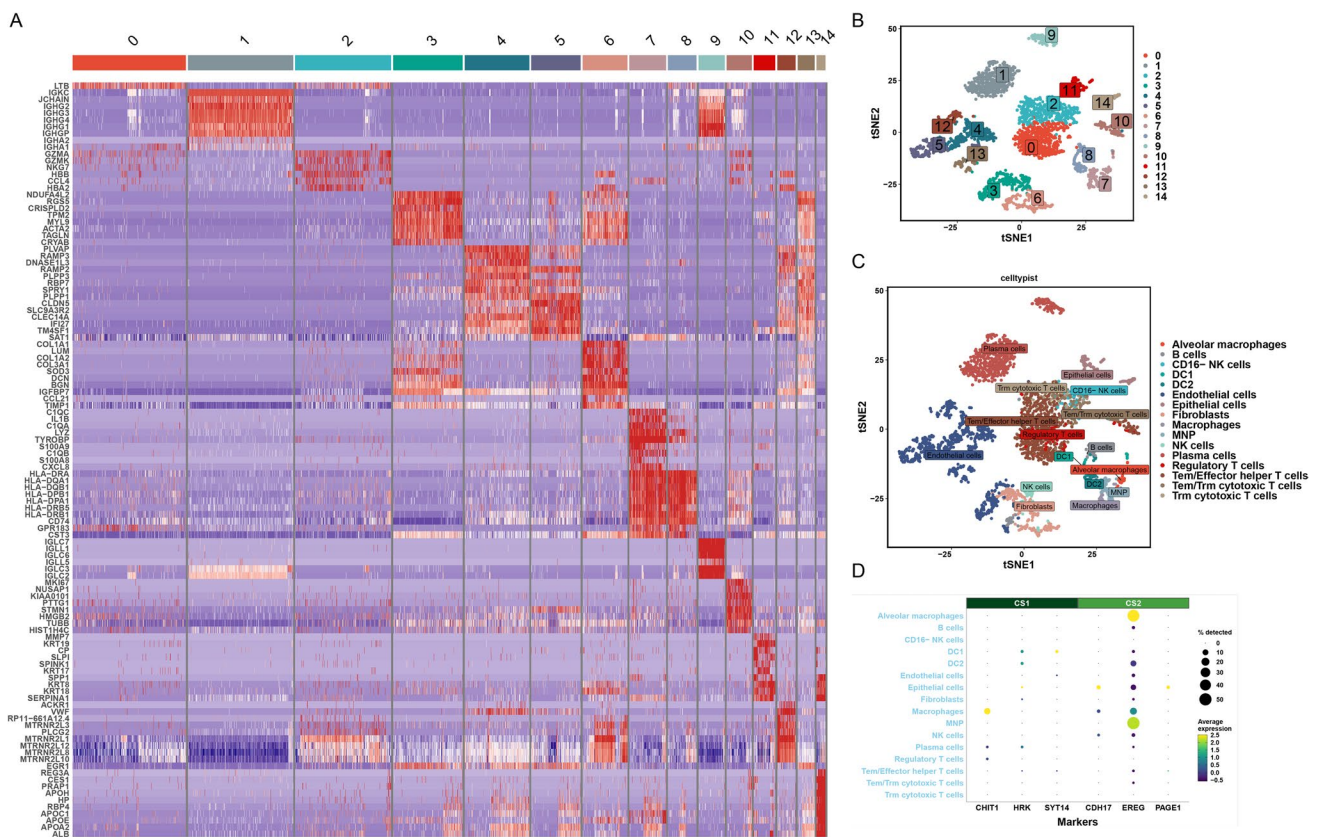 A
0 1 2 3 4 5 6 7 8 9 10 11 12 13 14
LTB
IGKC
JCHAIN
IGHG2
IGHG3
IGHG4
IGHG1
IGHGP
IGHA2
IGHA1
GZMA
GZMK
NKG7
HBB
CCL4
HBA2
NDUFA4L2
RGS5
CRISPLD2
TPM2
MYL9
ACTA2
TAGLN
CRYAB
PLVAP
RAMP3
DNASE1L3
RAMP2
PLPP3
RBP7
SPRY1
PLPP1
CLDN5
SLC9A3R2
CLEC14A
IFI27
TM4SF1
SAT1
COL1A1
LUM
COL1A2
COL3A1
SOD3
DCN
BGN
IGFBP7
CCL21
TIMP1
C1QC
IL1B
C1QA
LYZ
TYROBP
S100A9
C1QB
S100A8
CXCL8
HLA−DRA
HLA−DQA1
HLA−DQB1
HLA−DPB1
HLA−DPA1
HLA−DRB5
HLA−DRB1
CD74
GPR183
CST3
IGLC7
IGLL1
IGLC6
IGLL5
IGLC3
IGLC2
MKI67
NUSAP1
KIAA0101
PTTG1
STMN1
HMGB2
TUBB
HIST1H4C
MMP7
KRT19
CP
SLPI
SPINK1
KRT17
SPP1
KRT8
KRT18
SERPINA1
ACKR1
VWF
RP11−661A12.4
MTRNR2L3
PLCG2
MTRNR2L1
MTRNR2L12
MTRNR2L8
MTRNR2L10
EGR1
REG3A
CES1
PRAP1
APOH
HP
RBP4
APOC1
APOE
APOA2
ALB
B
50
25
0
−25
tSNE2
−25 0 25
tSNE1
9
1
11
2
14
10
12
4
5
13
0
8
7
3
6
0
1
2
3
4
5
6
7
8
9
10
11
12
13
14
C
celltypist
50
25
0
−25
tSNE2
−25 0 25
tSNE1
Plasma cells
Epithelial cells
Trm cytotoxic T cells
CD16− NK cells
Tem/Trm cytotoxic T cells
Tem/Effector helper T cells
Regulatory T cells
B cells
Endothelial cells
DC1
Alveolar macrophages
DC2
NK cells
MNP
Fibroblasts
Macrophages
Alveolar macrophages
B cells
CD16− NK cells
DC1
DC2
Endothelial cells
Epithelial cells
Fibroblasts
Macrophages
MNP
NK cells
Plasma cells
Regulatory T cells
Tem/Effector helper T cells
Tem/Trm cytotoxic T cells
Trm cytotoxic T cells
D
CS1 CS2
Alveolar macrophages
B cells
CD16− NK cells
DC1
DC2
Endothelial cells
Epithelial cells
Fibroblasts
Macrophages
MNP
NK cells
Plasma cells
Regulatory T cells
Tem/Effector helper T cells
Tem/Trm cytotoxic T cells
Trm cytotoxic T cells
CHIT1 HRK SYT14 CDH17 EREG PAGE1
Markers
% detected
0
10
20
30
40
50
Average
expression
2.5
2.0
1.5
1.0
0.5
0.0
−0.5